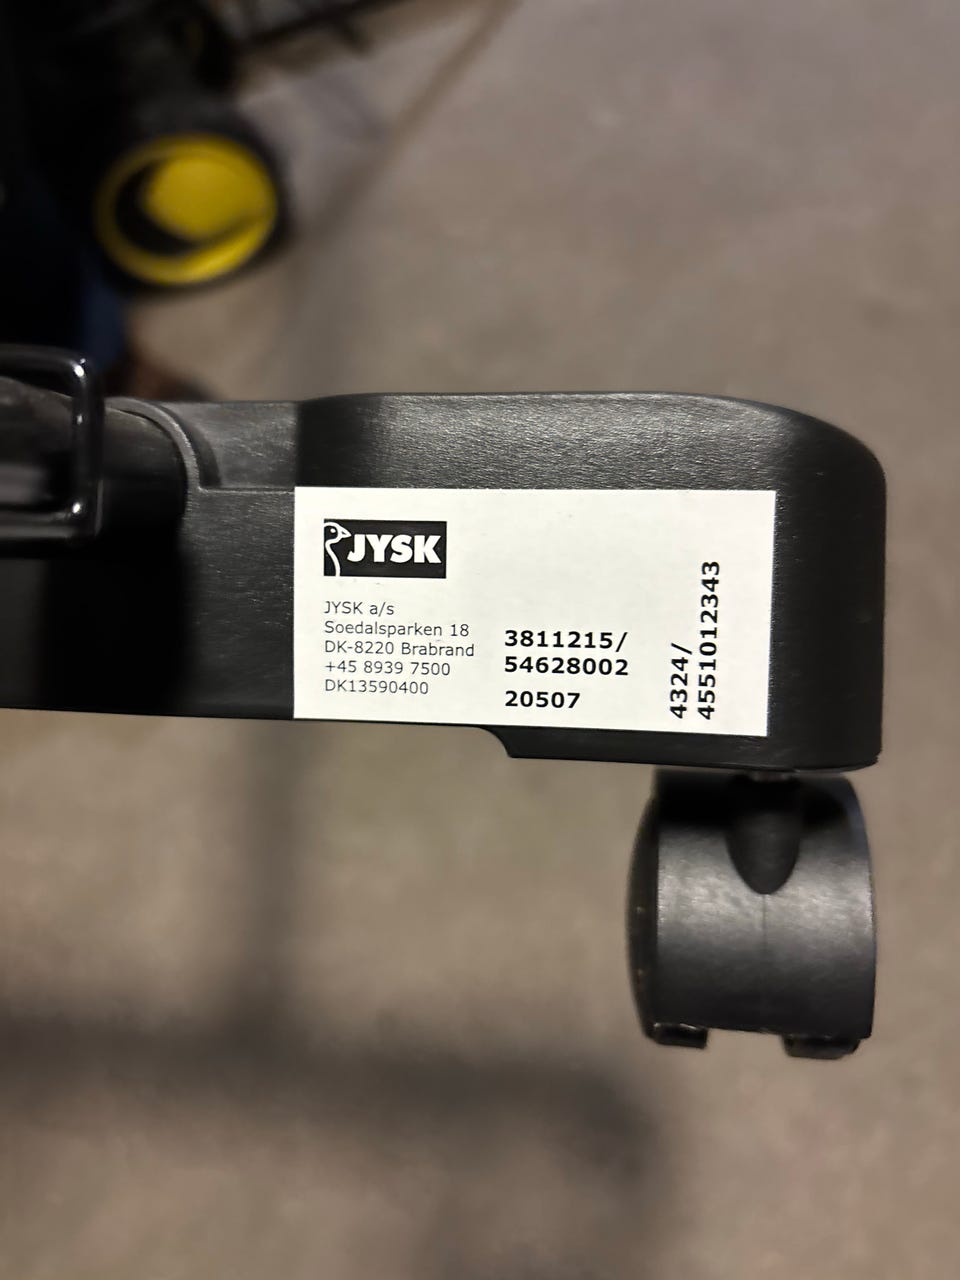 JYSK
JYSK a/s
Soedalsparken 18
DK-8220 Brabrand
+45 8939 7500
DK13590400
3811215/
54628002
20507
4324/
4551012343